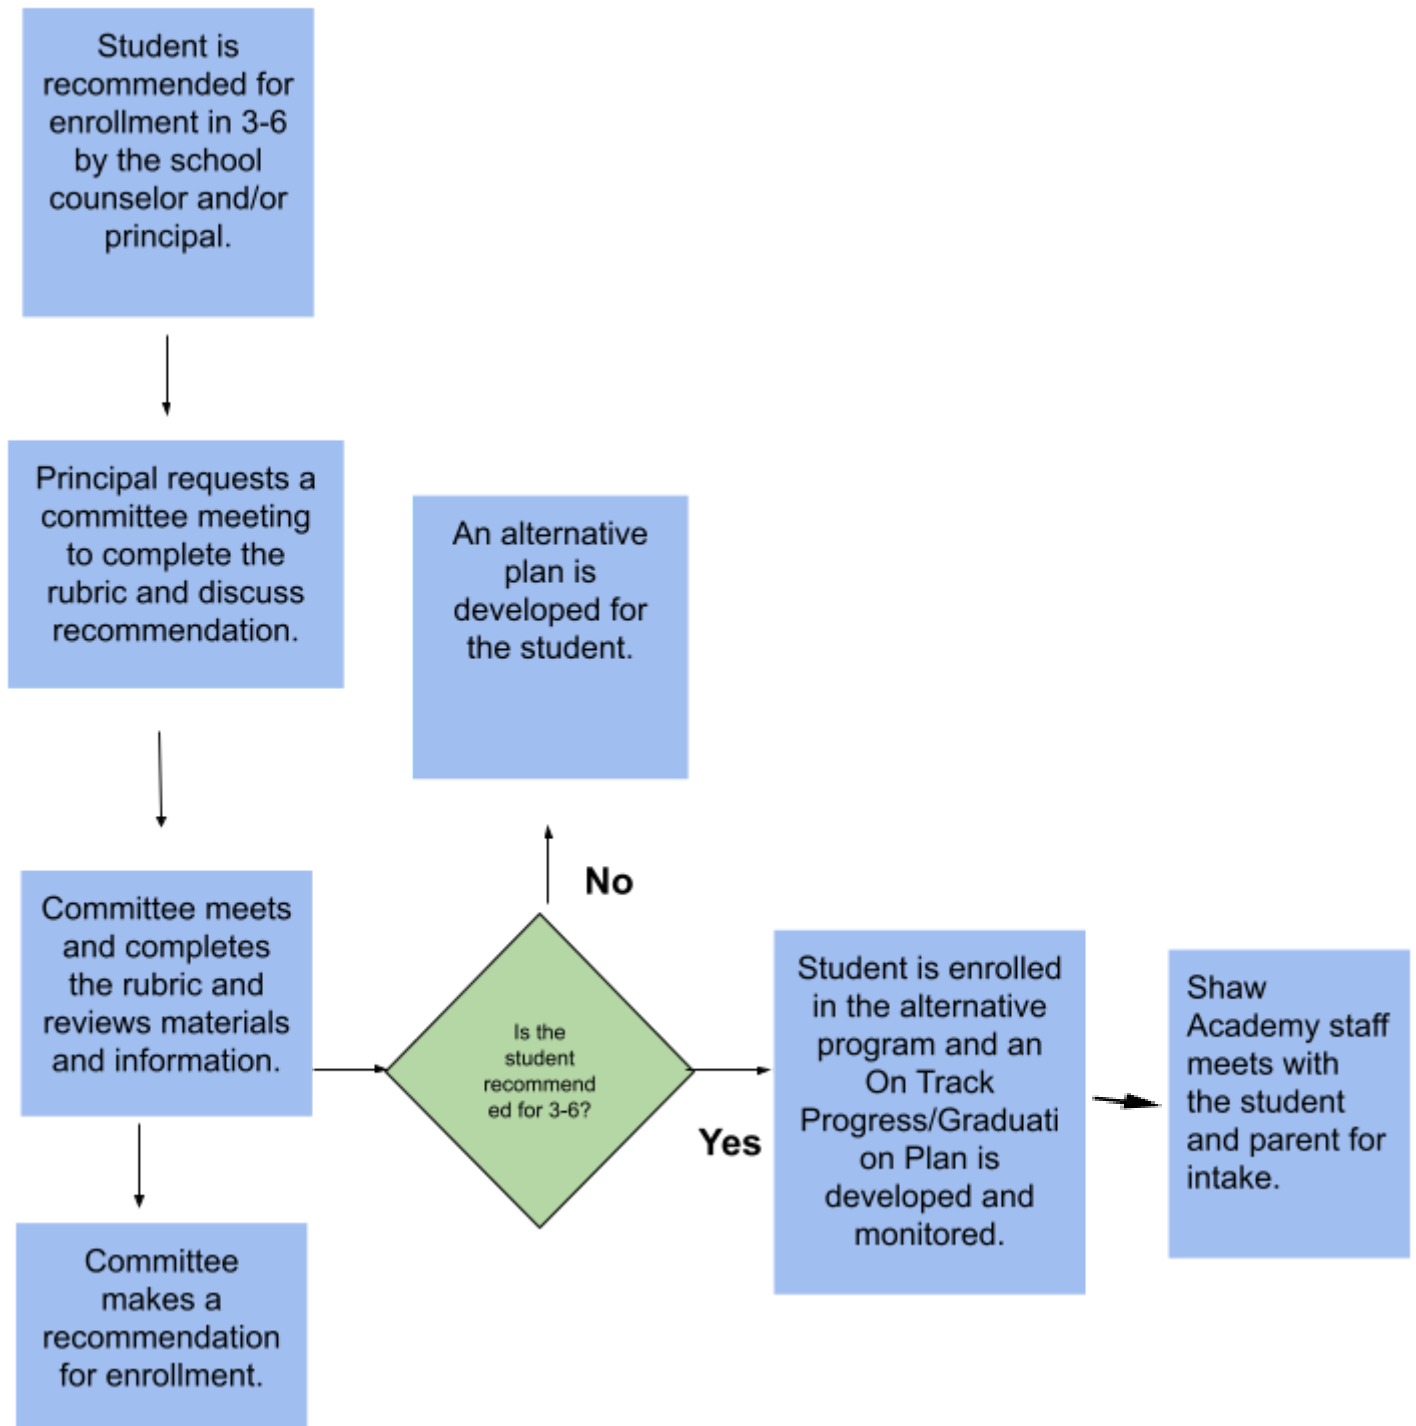 Student is
recommended for
enrollment in 3-6
by the school
counselor and/or
principal.
Principal requests a
committee meeting
to complete the
rubric and discuss
recommendation.
An alternative
plan is
developed for
the student.
Committee meets
and completes
the rubric and
reviews materials
and information.
No
Is the
student
recommend
ed for 3-6?
Yes
Student is enrolled
in the alternative
program and an
On Track
Progress/Graduati
on Plan is
developed and
monitored.
Shaw
Academy staff
meets with
the student
and parent for
intake.
Committee
makes a
recommendation
for enrollment.